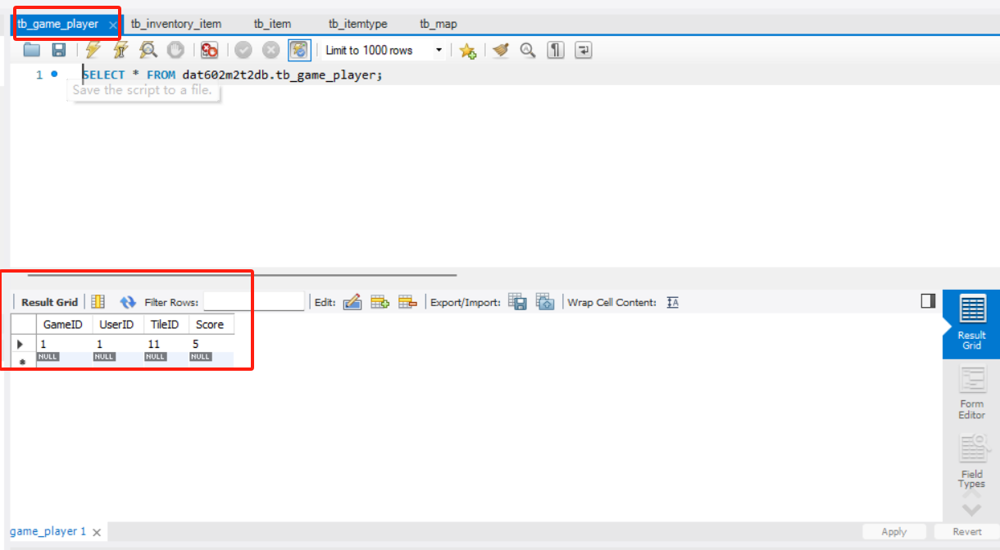 tb_game_player × tb_inventory_item tb_item tb_itemtype tb_map
Limit to 1000 rows
1 SELECT * FROM dat602m2t2db.tb_game_player;
Save the script to a file.
Result Grid Filter Rows: Edit: Export/Import: Wrap Cell Content:
GameID UserID TileID Score
1 1 11 5
NULL NULL NULL NULL
Result
Grid
Form
Editor
Field
Types
game_player 1 × Apply Revert